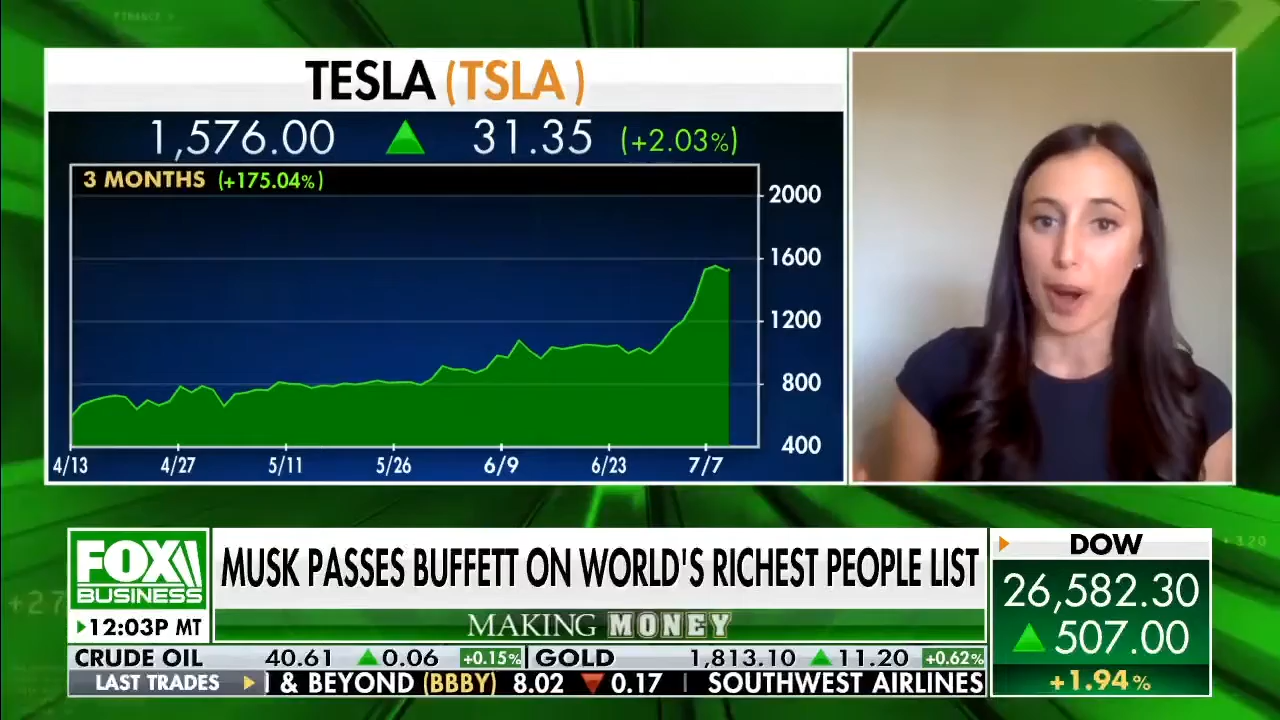 TESLA (TSLA )
1,576.00 ▲ 31.35 (+2.03%)
3 MONTHS (+175.04%)
2000
1600
1200
800
400
4/13 4/27 5/11 5/26 6/9 6/23 7/7
FOX BUSINESS
12:03P MT
MUSK PASSES BUFFETT ON WORLD'S RICHEST PEOPLE LIST
MAKING MONEY
DOW
26,582.30
▲ 507.00
+1.94%
CRUDE OIL 40.61 ▲ 0.06 +0.15% GOLD 1,813.10 ▲ 11.20 +0.62%
LAST TRADES & BEYOND (BBBY) 8.02 ▼ 0.17 SOUTHWEST AIRLINES